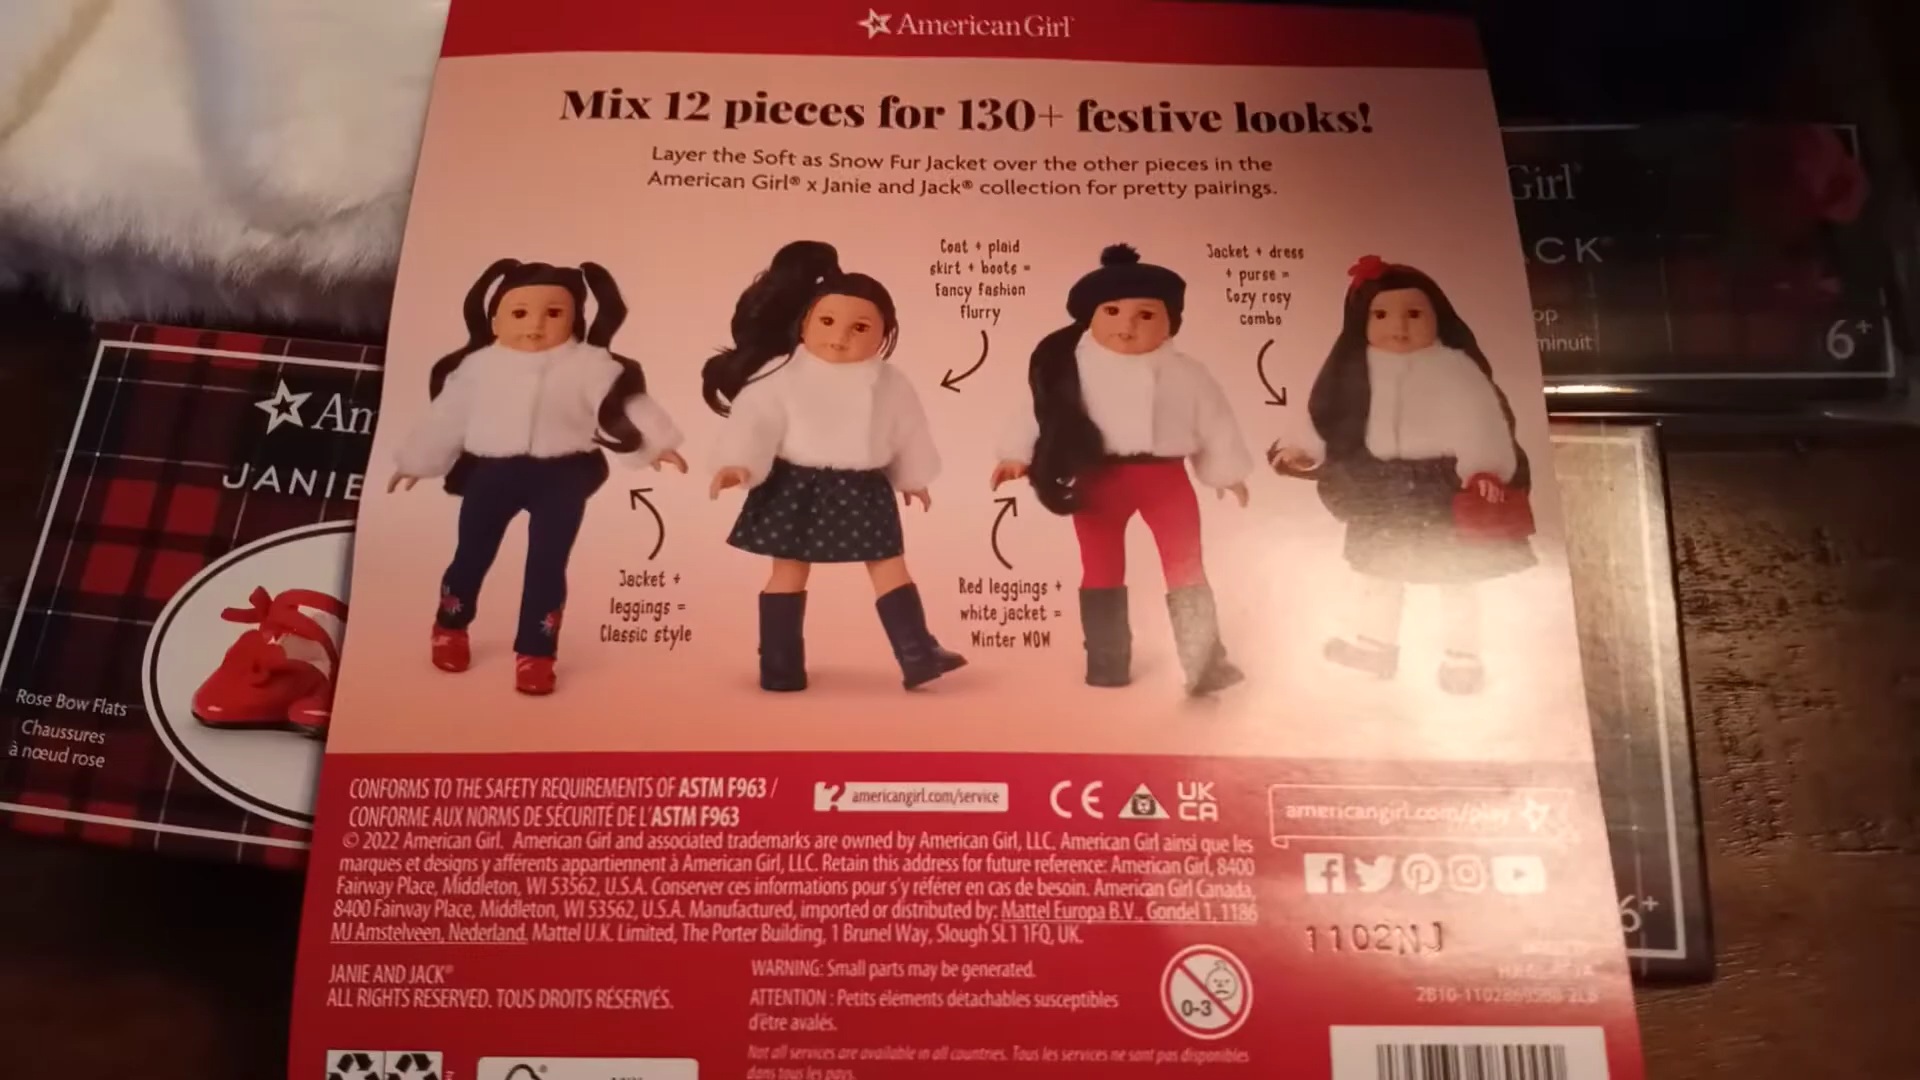 American Girl
Mix 12 pieces for 130+ festive looks!
Layer the Soft as Snow Fur Jacket over the other pieces in the
American Girl® x Janie and Jack® collection for pretty pairings.
Coat + plaid
skirt + boots =
Fancy fashion
flurry
Jacket + dress
+ purse =
Cozy rosy
combo
Jacket +
leggings =
Classic style
Red leggings +
white jacket =
Winter WOW
Am
JANIE
Rose Bow Flats
Chaussures
à nœud rose
Girl®
CK®
op
minuit
6+
CONFORMS TO THE SAFETY REQUIREMENTS OF ASTM F963 /
CONFORME AUX NORMS DE SÉCURITÉ DE L'ASTM F963
americangirl.com/service
CE
UK
CA
americangirl.com/play
© 2022 American Girl. American Girl and associated trademarks are owned by American Girl, LLC. American Girl ainsi que les
marques et designs y afférents appartiennent à American Girl, LLC. Retain this address for future reference: American Girl, 8400
Fairway Place, Middleton, WI 53562, U.S.A. Conserver ces informations pour s'y référer en cas de besoin. American Girl Canada,
8400 Fairway Place, Middleton, WI 53562, U.S.A. Manufactured, imported or distributed by: Mattel Europa B.V., Gondel 1, 1186
MJ Amstelveen, Nederland. Mattel U.K. Limited, The Porter Building, 1 Brunel Way, Slough SL1 1FQ, UK.
1102NJ
6+
JANIE AND JACK®
ALL RIGHTS RESERVED. TOUS DROITS RÉSERVÉS.
WARNING: Small parts may be generated.
ATTENTION : Petits éléments détachables susceptibles
d'être avalés.
0-3
Not all services are available in all countries. Tous les services ne sont pas disponibles
dans tous les pays.